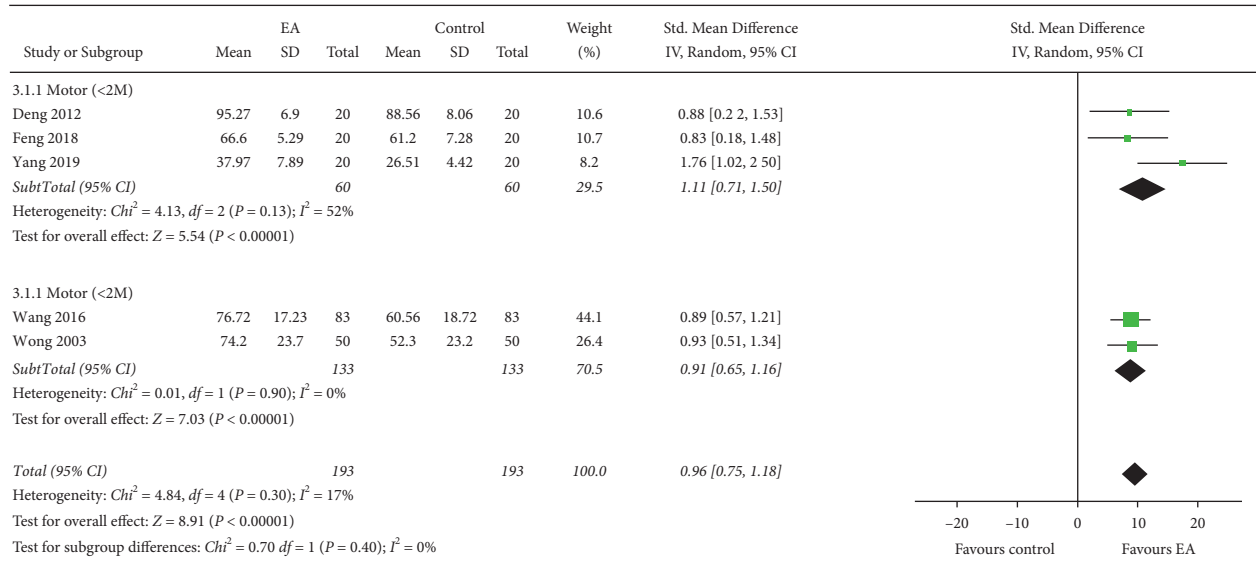 EA Control Weight Std. Mean Difference Std. Mean Difference
Study or Subgroup Mean SD Total Mean SD Total (%) IV, Random, 95% CI IV, Random, 95% CI
3.1.1 Motor (<2M)
Deng 2012 95.27 6.9 20 88.56 8.06 20 10.6 0.88 [0.2 2, 1.53]
Feng 2018 66.6 5.29 20 61.2 7.28 20 10.7 0.83 [0.18, 1.48]
Yang 2019 37.97 7.89 20 26.51 4.42 20 8.2 1.76 [1.02, 2 50]
SubtTotal (95% CI) 60 60 29.5 1.11 [0.71, 1.50]
Heterogeneity: Chi² = 4.13, df = 2 (P = 0.13); I² = 52%
Test for overall effect: Z = 5.54 (P < 0.00001)
3.1.1 Motor (<2M)
Wang 2016 76.72 17.23 83 60.56 18.72 83 44.1 0.89 [0.57, 1.21]
Wong 2003 74.2 23.7 50 52.3 23.2 50 26.4 0.93 [0.51, 1.34]
SubtTotal (95% CI) 133 133 70.5 0.91 [0.65, 1.16]
Heterogeneity: Chi² = 0.01, df = 1 (P = 0.90); I² = 0%
Test for overall effect: Z = 7.03 (P < 0.00001)
Total (95% CI) 193 193 100.0 0.96 [0.75, 1.18]
Heterogeneity: Chi² = 4.84, df = 4 (P = 0.30); I² = 17%
Test for overall effect: Z = 8.91 (P < 0.00001)
Test for subgroup differences: Chi² = 0.70 df = 1 (P = 0.40); I² = 0%
–20 –10 0 10 20
Favours control Favours EA